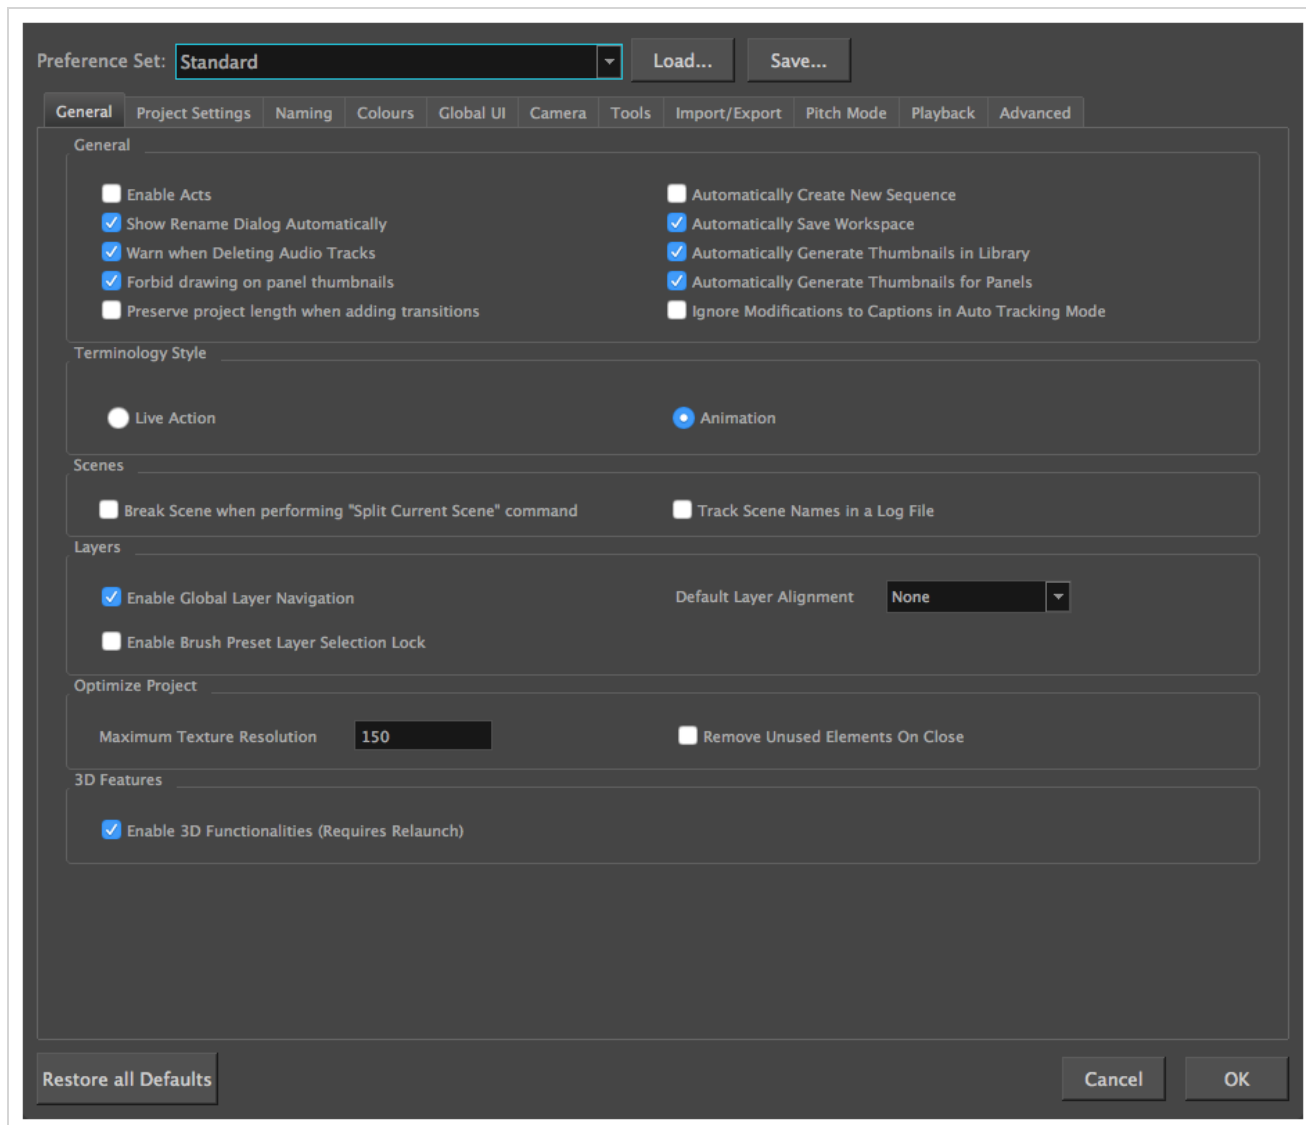 Preference Set: Standard Load... Save...
General Project Settings Naming Colours Global UI Camera Tools Import/Export Pitch Mode Playback Advanced
General
Enable Acts Automatically Create New Sequence
Show Rename Dialog Automatically Automatically Save Workspace
Warn when Deleting Audio Tracks Automatically Generate Thumbnails in Library
Forbid drawing on panel thumbnails Automatically Generate Thumbnails for Panels
Preserve project length when adding transitions Ignore Modifications to Captions in Auto Tracking Mode
Terminology Style
Live Action Animation
Scenes
Break Scene when performing "Split Current Scene" command Track Scene Names in a Log File
Layers
Enable Global Layer Navigation Default Layer Alignment None
Enable Brush Preset Layer Selection Lock
Optimize Project
Maximum Texture Resolution 150 Remove Unused Elements On Close
3D Features
Enable 3D Functionalities (Requires Relaunch)
Restore all Defaults Cancel OK